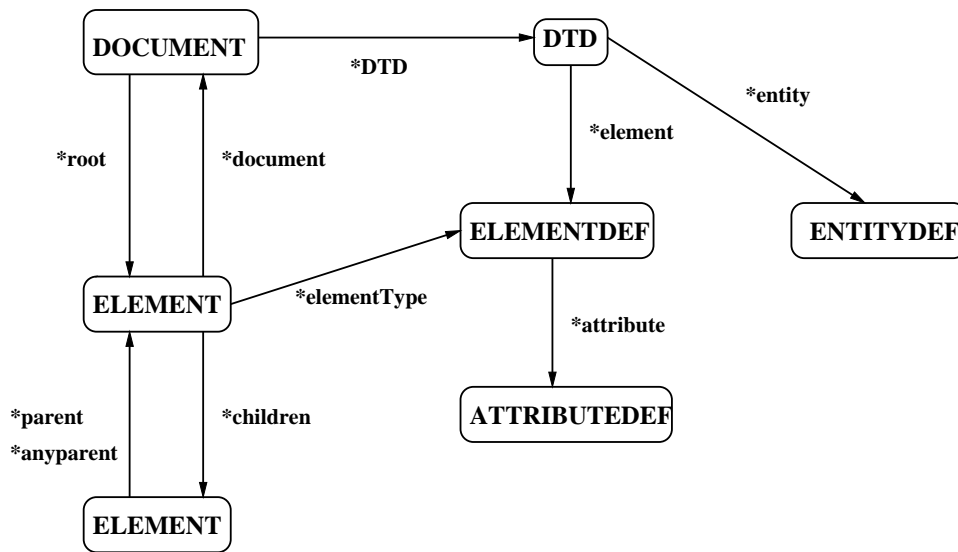 DOCUMENT
DTD
*DTD
*entity
*root
*document
*element
ELEMENTDEF
ENTITYDEF
ELEMENT
*elementType
*attribute
*parent
*children
ATTRIBUTEDEF
*anyparent
ELEMENT